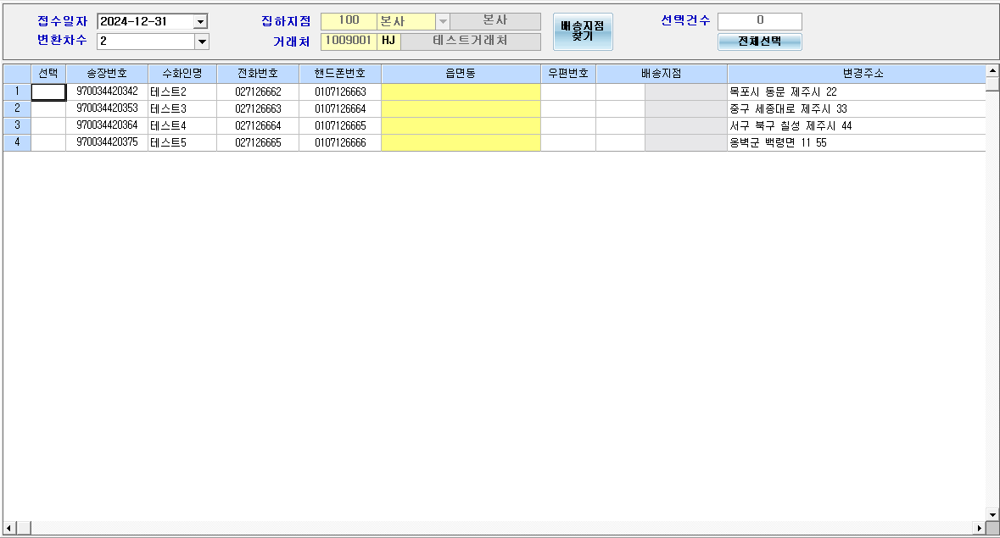 접수일자 2024-12-31 집하지점 100 본사 본사 배송지점 찾기 선택건수 0
변환차수 2 거래처 1009001 HJ 테스트거래처 전체선택
선택 송장번호 수화인명 전화번호 핸드폰번호 읍면동 우편번호 배송지점 변경주소
1 970034420342 테스트2 027126662 0107126663 목포시 동문 제주시 22
2 970034420353 테스트3 027126663 0107126664 중구 세종대로 제주시 33
3 970034420364 테스트4 027126664 0107126665 서구 북구 칠성 제주시 44
4 970034420375 테스트5 027126665 0107126666 옹벽군 백령면 11 55